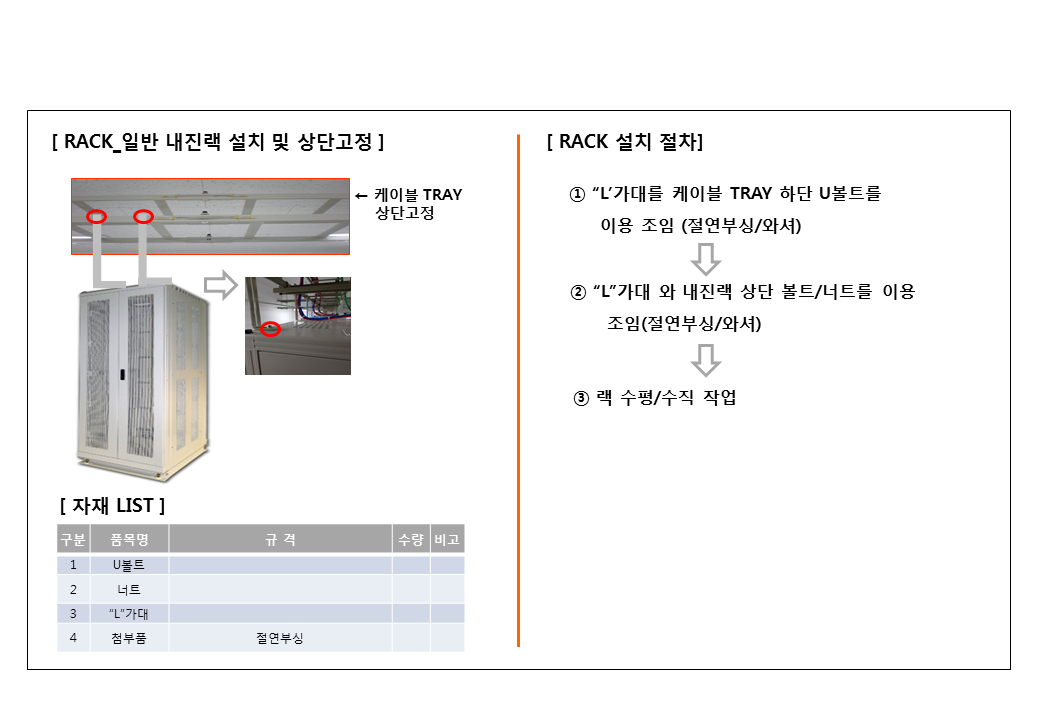 [ RACK_일반 내진랙 설치 및 상단고정 ]
← 케이블 TRAY
상단고정
[ 자재 LIST ]
구분 품목명 규 격 수량 비고
1 U볼트
2 너트
3 “L”가대
4 첨부품 절연부싱
[ RACK 설치 절차]
① “L’가대를 케이블 TRAY 하단 U볼트를
이용 조임 (절연부싱/와셔)
② “L”가대 와 내진랙 상단 볼트/너트를 이용
조임(절연부싱/와셔)
③ 랙 수평/수직 작업